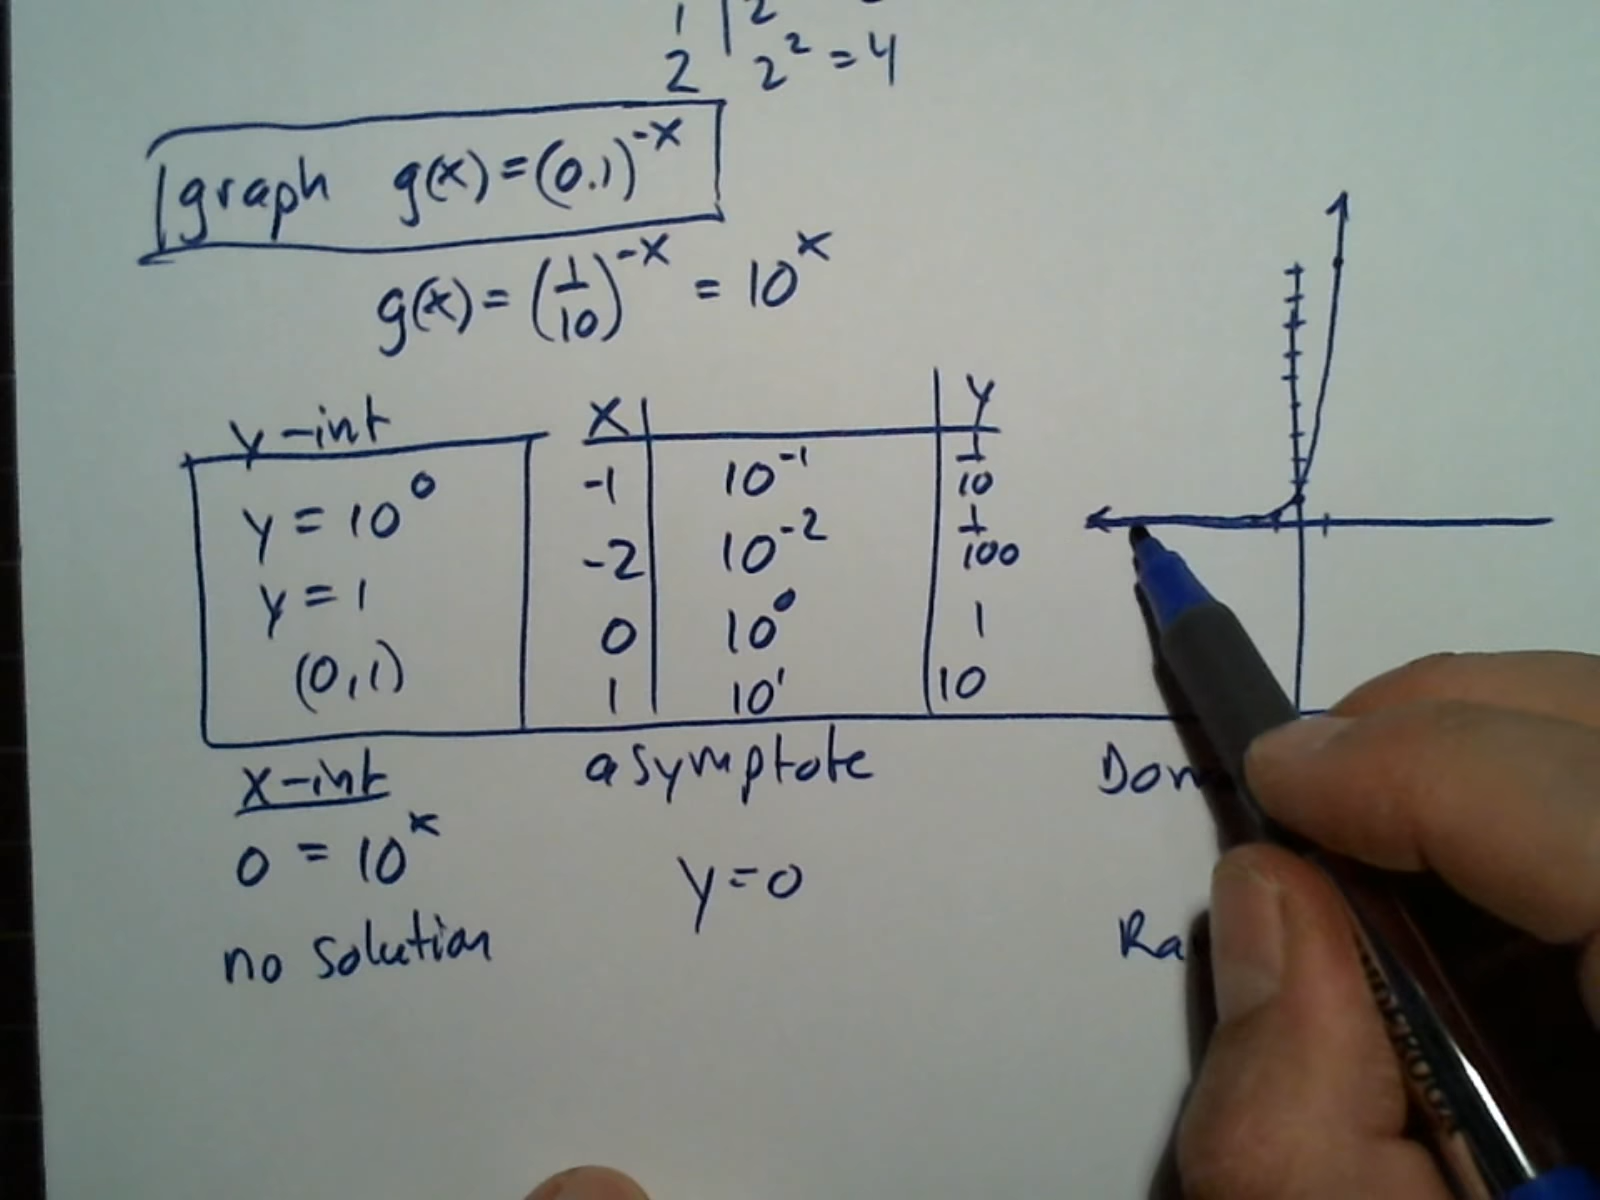 1 | 2
2 | 2² = 4
graph g(x) = (0.1)^-x
g(x) = (1/10)^-x = 10^x
y-int
y = 10^0
y = 1
(0,1)
x | | y
-1 | 10^-1 | 1/10
-2 | 10^-2 | 1/100
0 | 10^0 | 1
1 | 10^1 | 10
x-int
0 = 10^x
no solution
asymptote
y=0
Dom
Ra